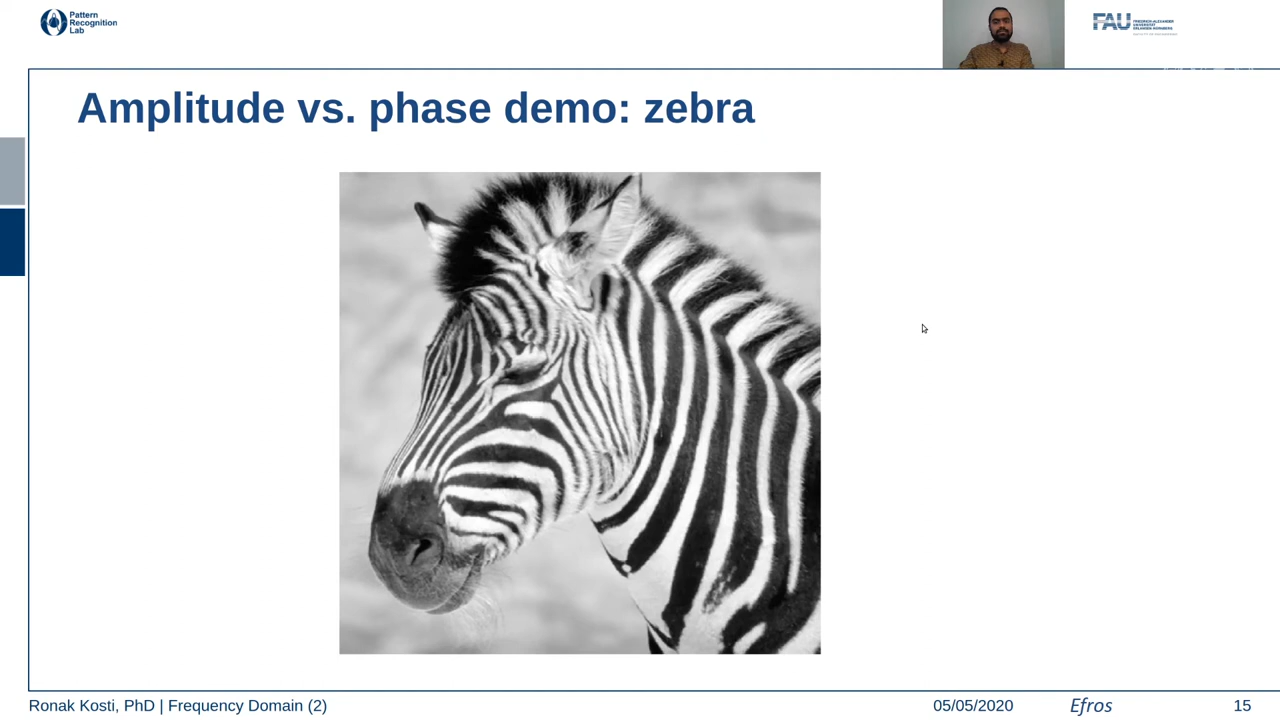 Pattern
Recognition
Lab
FAU
FRIEDRICH-ALEXANDER
UNIVERSITÄT
ERLANGEN-NÜRNBERG
Amplitude vs. phase demo: zebra
Ronak Kosti, PhD | Frequency Domain (2)
05/05/2020
Efros
15